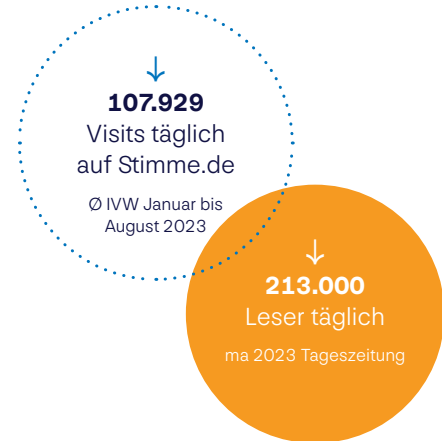 ↓
107.929
Visits täglich
auf Stimme.de
Ø IVW Januar bis
August 2023
↓
213.000
Leser täglich
ma 2023 Tageszeitung